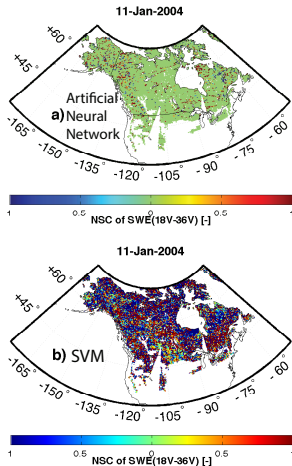 11-Jan-2004
+60
+45
Artificial
a) Neural
Network
-165
-150
-135
-120
-105
-90
-75
-60
1 0.5 0 0.5 1
NSC of SWE(18V-36V) [-]
11-Jan-2004
+60
+45
b) SVM
-165
-150
-135
-120
-105
-90
-75
-60
1 0.5 0 0.5 1
NSC of SWE(18V-36V) [-]